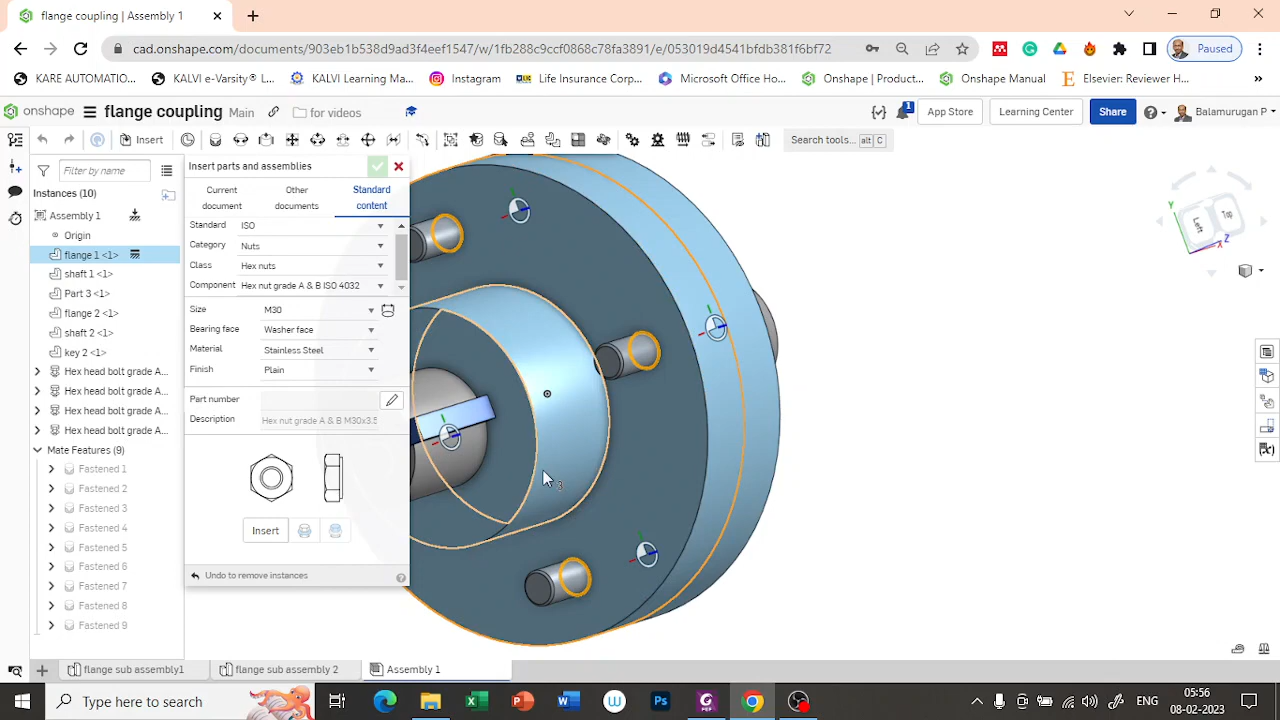 flange coupling | Assembly 1
cad.onshape.com/documents/903eb1b538d9ad3f4eef1547/w/1fb288c9ccf0868c78fa3891/e/053019d4541bfdb381f6bf72
Paused
KARE AUTOMATIO...
KALVI e-Varsity (...
KALVI Learning Ma...
Instagram
Life Insurance Corp...
Microsoft Office Ho...
Onshape | Product...
Onshape Manual
Elsevier: Reviewer H...
»
onshape
flange coupling
Main
for videos
1
App Store
Learning Center
Share
Balamurugan P
Insert
Search tools...
alt
C
Filter by name
Instances (10)
Assembly 1
Origin
flange 1 <1>
shaft 1 <1>
Part 3 <1>
flange 2 <1>
shaft 2 <1>
key 2 <1>
Hex head bolt grade A...
Hex head bolt grade A...
Hex head bolt grade A...
Hex head bolt grade A...
Mate Features (9)
Fastened 1
Fastened 2
Fastened 3
Fastened 4
Fastened 5
Fastened 6
Fastened 7
Fastened 8
Fastened 9
Insert parts and assemblies
Current document
Other documents
Standard content
Standard
ISO
Category
Nuts
Class
Hex nuts
Component
Hex nut grade A & B ISO 4032
Size
M30
Bearing face
Washer face
Material
Stainless Steel
Finish
Plain
Part number
Description
Hex nut grade A & B M30x3.5
Insert
Undo to remove instances
Y
Left
Top
Z
X
flange sub assembly1
flange sub assembly 2
Assembly 1
Type here to search
ENG
05:56
08-02-2023